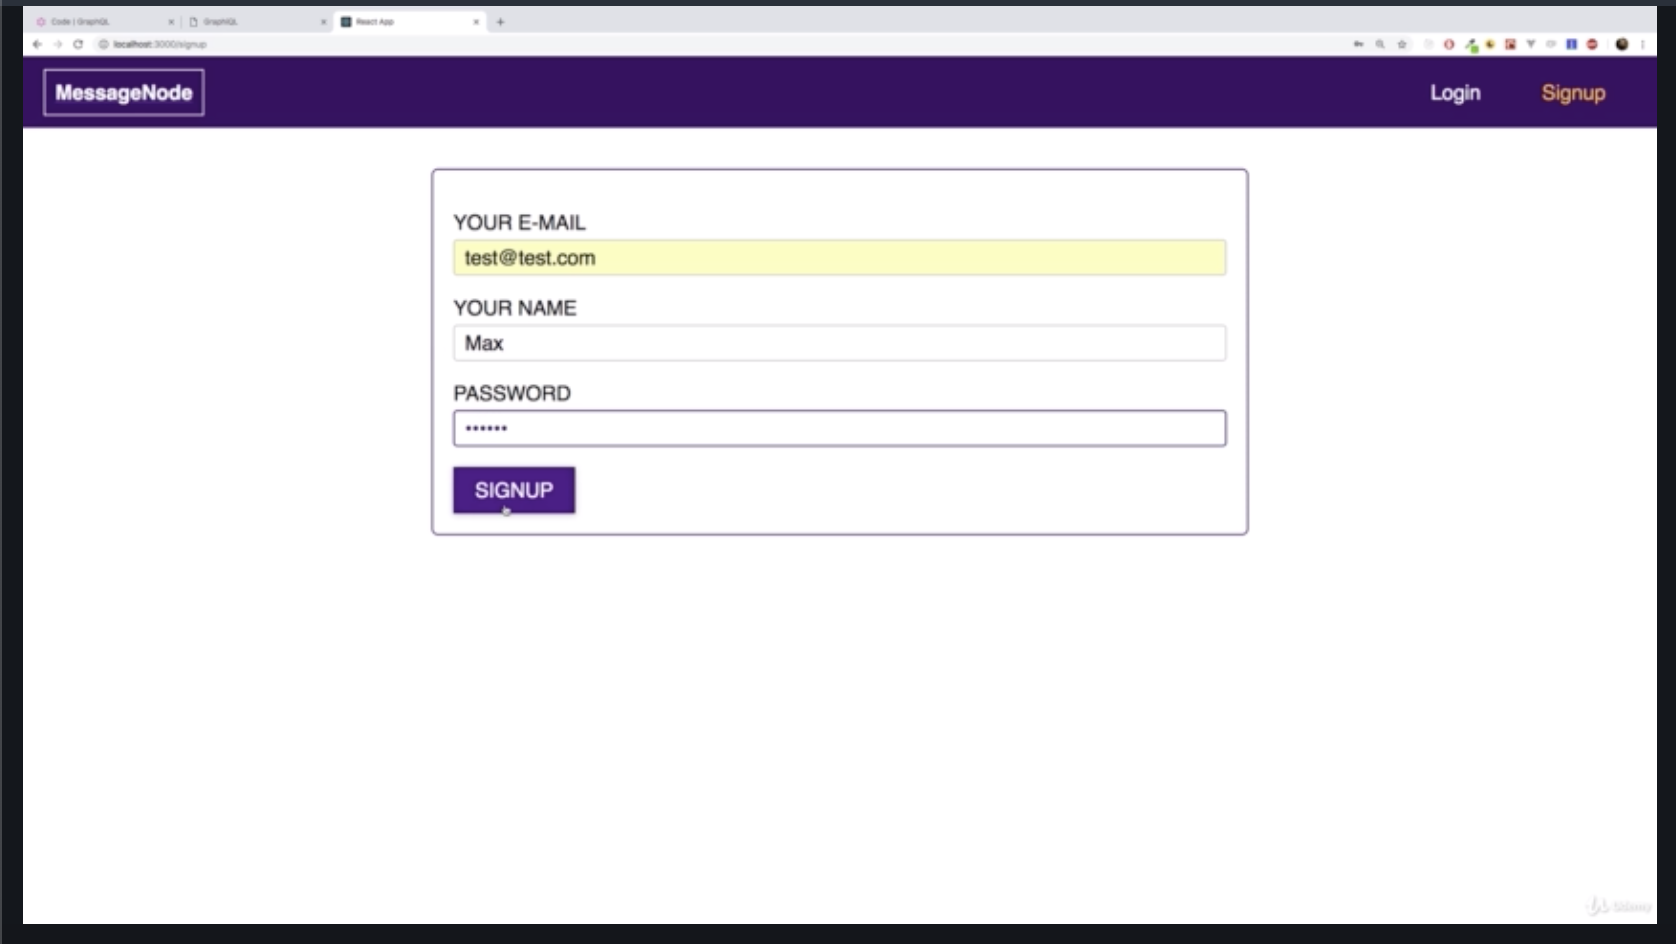 Code | GraphiQL
GraphiQL
React App
localhost:3000/signup
MessageNode
Login
Signup
YOUR E-MAIL
test@test.com
YOUR NAME
Max
PASSWORD
••••••
SIGNUP
Udemy